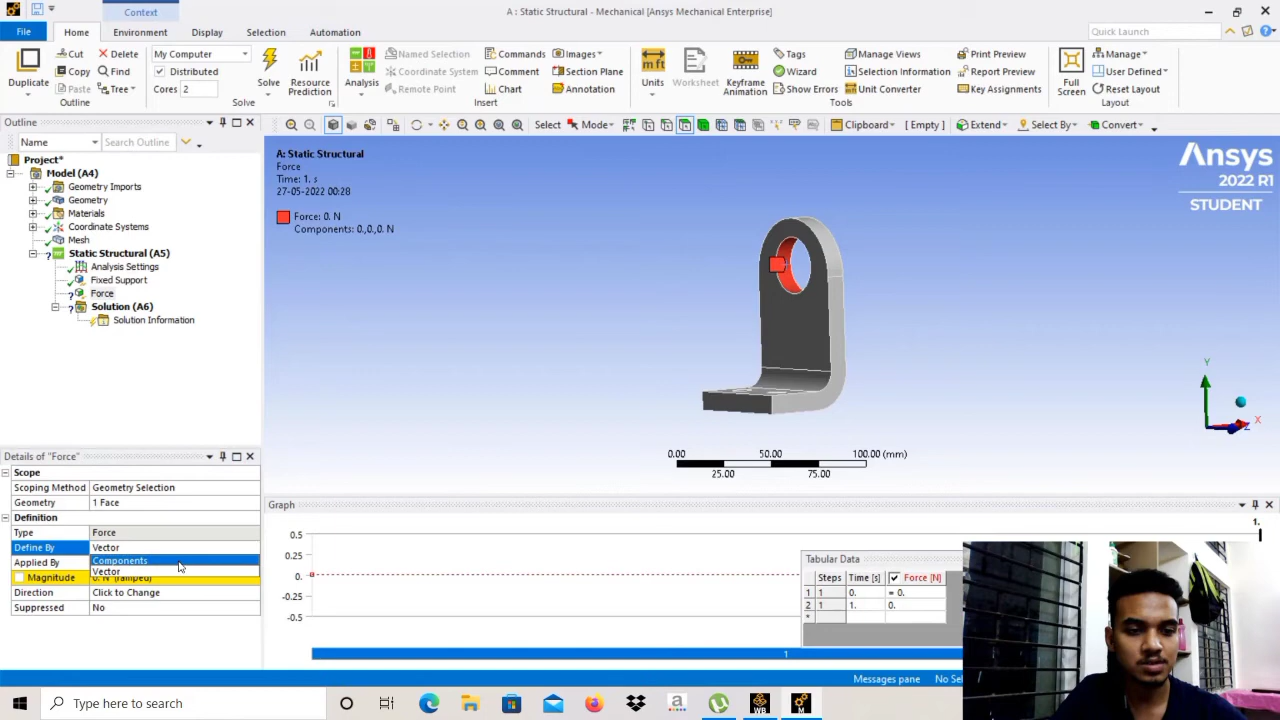 Context
A : Static Structural - Mechanical [Ansys Mechanical Enterprise]
File
Home
Environment
Display
Selection
Automation
Quick Launch
Duplicate
Cut
Copy
Paste
Delete
Find
Tree
Outline
My Computer
Distributed
Cores 2
Solve
Resource Prediction
Solve
Analysis
Named Selection
Coordinate System
Remote Point
Commands
Comment
Chart
Images
Section Plane
Annotation
Insert
Units
Worksheet
Keyframe Animation
Tags
Wizard
Show Errors
Manage Views
Selection Information
Unit Converter
Print Preview
Report Preview
Key Assignments
Tools
Full Screen
Manage
User Defined
Reset Layout
Layout
Outline
Name
Search Outline
Select
Mode
Clipboard
[ Empty ]
Extend
Select By
Convert
Project*
Model (A4)
Geometry Imports
Geometry
Materials
Coordinate Systems
Mesh
Static Structural (A5)
Analysis Settings
Fixed Support
Force
Solution (A6)
Solution Information
A: Static Structural
Force
Time: 1. s
27-05-2022 00:28
Force: 0. N
Components: 0.,0.,0. N
Ansys
2022 R1
STUDENT
Y
X
Z
0.00 50.00 100.00 (mm)
25.00 75.00
Details of "Force"
Scope
Scoping Method Geometry Selection
Geometry 1 Face
Definition
Type Force
Define By Vector
Applied By Components
Vector
Magnitude 0. N (ramped)
Direction Click to Change
Suppressed No
Graph
1.
0.5
0.25
0.
-0.25
-0.5
1
Tabular Data
Steps Time [s] Force [N]
1 1 0. = 0.
2 1 1. 0.
*
Messages pane
No Sel
Type here to search
WB
M